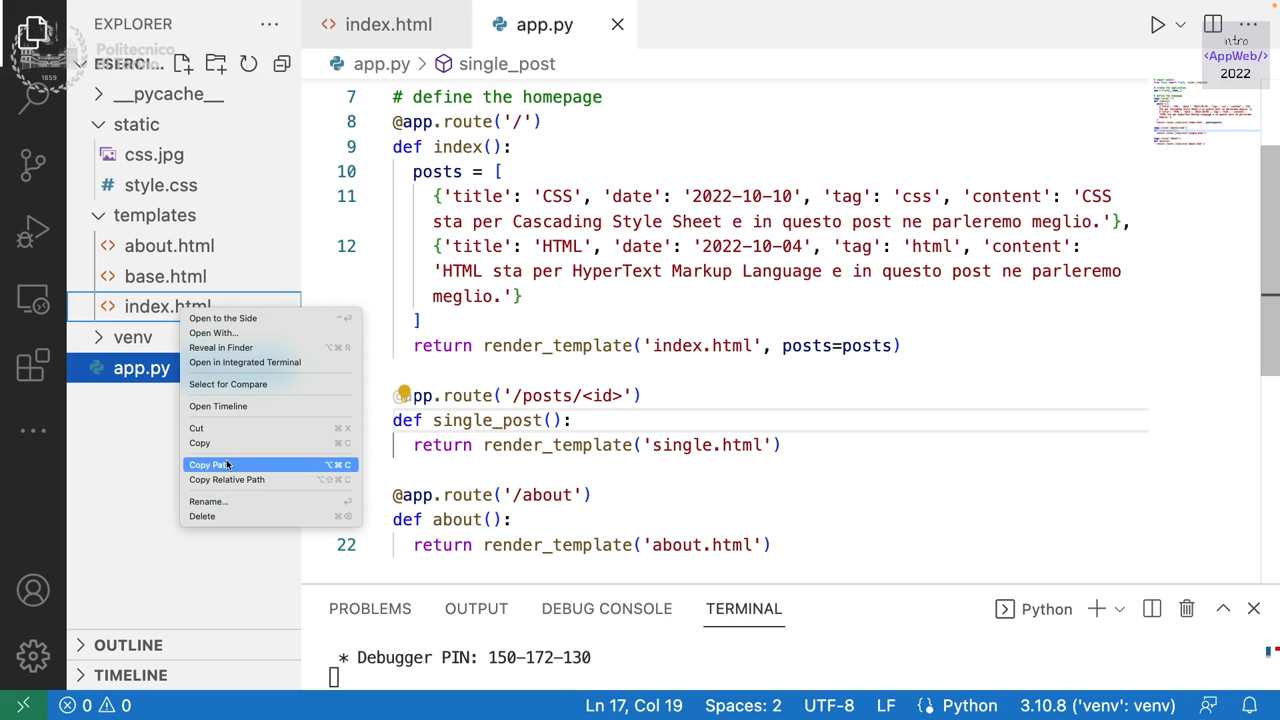 EXPLORER
Politecnico
ESERCI...
1859
__pycache__
static
css.jpg
style.css
templates
about.html
base.html
index.html
venv
app.py
OUTLINE
TIMELINE
Open to the Side
Open With...
Reveal in Finder ⌥⌘ R
Open in Integrated Terminal
Select for Compare
Open Timeline
Cut ⌘ X
Copy ⌘ C
Copy Path ⌥⌘ C
Copy Relative Path ⌥⇧⌘ C
Rename...
Delete
index.html app.py
ntro
<AppWeb/>
2022
app.py > single_post
7 # define the homepage
8 @app.route('/')
9 def index():
10 posts = [
11 {'title': 'CSS', 'date': '2022-10-10', 'tag': 'css', 'content': 'CSS
sta per Cascading Style Sheet e in questo post ne parleremo meglio.'},
12 {'title': 'HTML', 'date': '2022-10-04', 'tag': 'html', 'content':
'HTML sta per HyperText Markup Language e in questo post ne parleremo
meglio.'}
]
return render_template('index.html', posts=posts)
@app.route('/posts/<id>')
def single_post():
return render_template('single.html')
@app.route('/about')
def about():
22 return render_template('about.html')
PROBLEMS OUTPUT DEBUG CONSOLE TERMINAL Python
* Debugger PIN: 150-172-130
0 0 Ln 17, Col 19 Spaces: 2 UTF-8 LF Python 3.10.8 ('venv': venv)